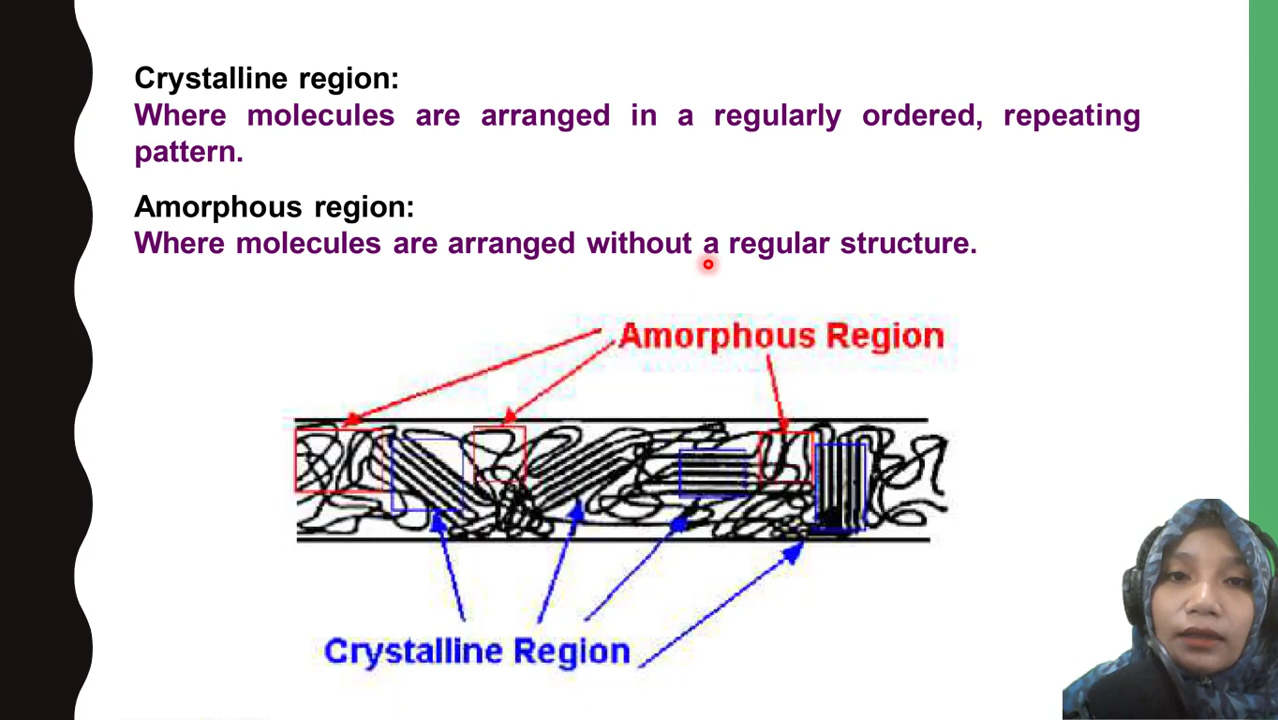 Crystalline region:
Where molecules are arranged in a regularly ordered, repeating
pattern.
Amorphous region:
Where molecules are arranged without a regular structure.
Amorphous Region
Crystalline Region